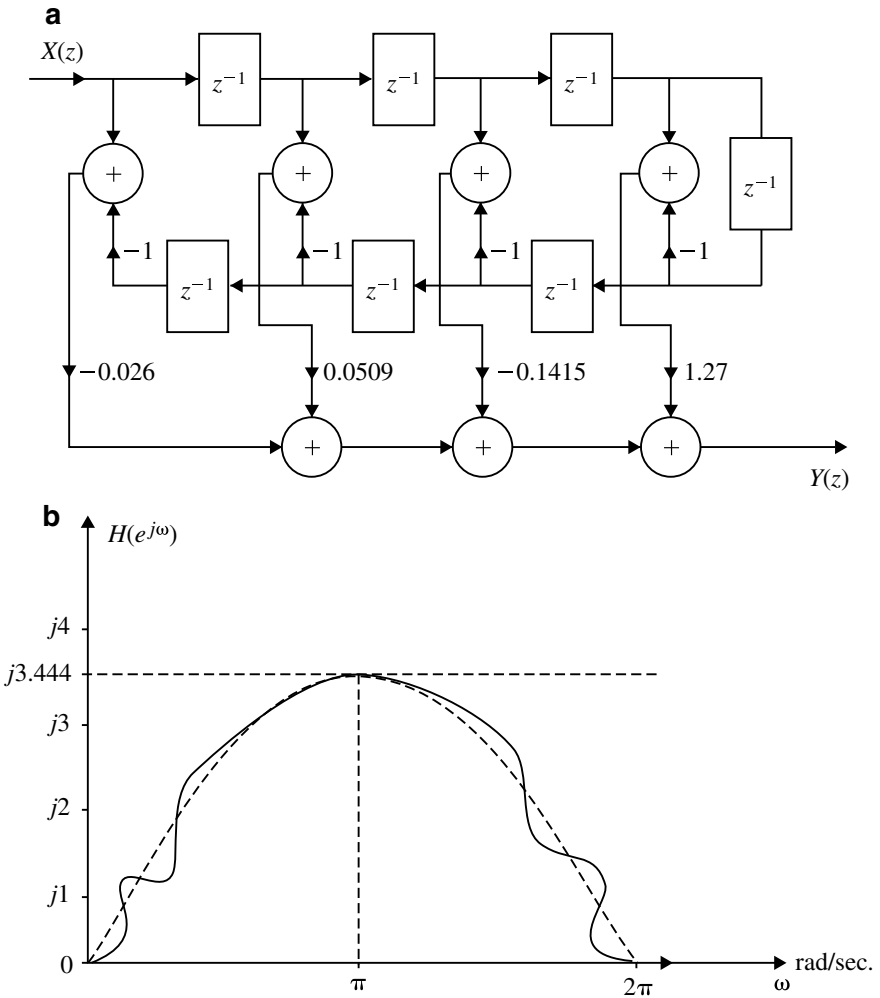 a
X(z)
z⁻¹ z⁻¹ z⁻¹
z⁻¹
+ + + +
−1 −1 −1 −1
z⁻¹ z⁻¹ z⁻¹
−0.026 0.0509 −0.1415 1.27
+ + +
Y(z)
b
H(e^{jω})
j4
j3.444
j3
j2
j1
0
π 2π ω rad/sec.